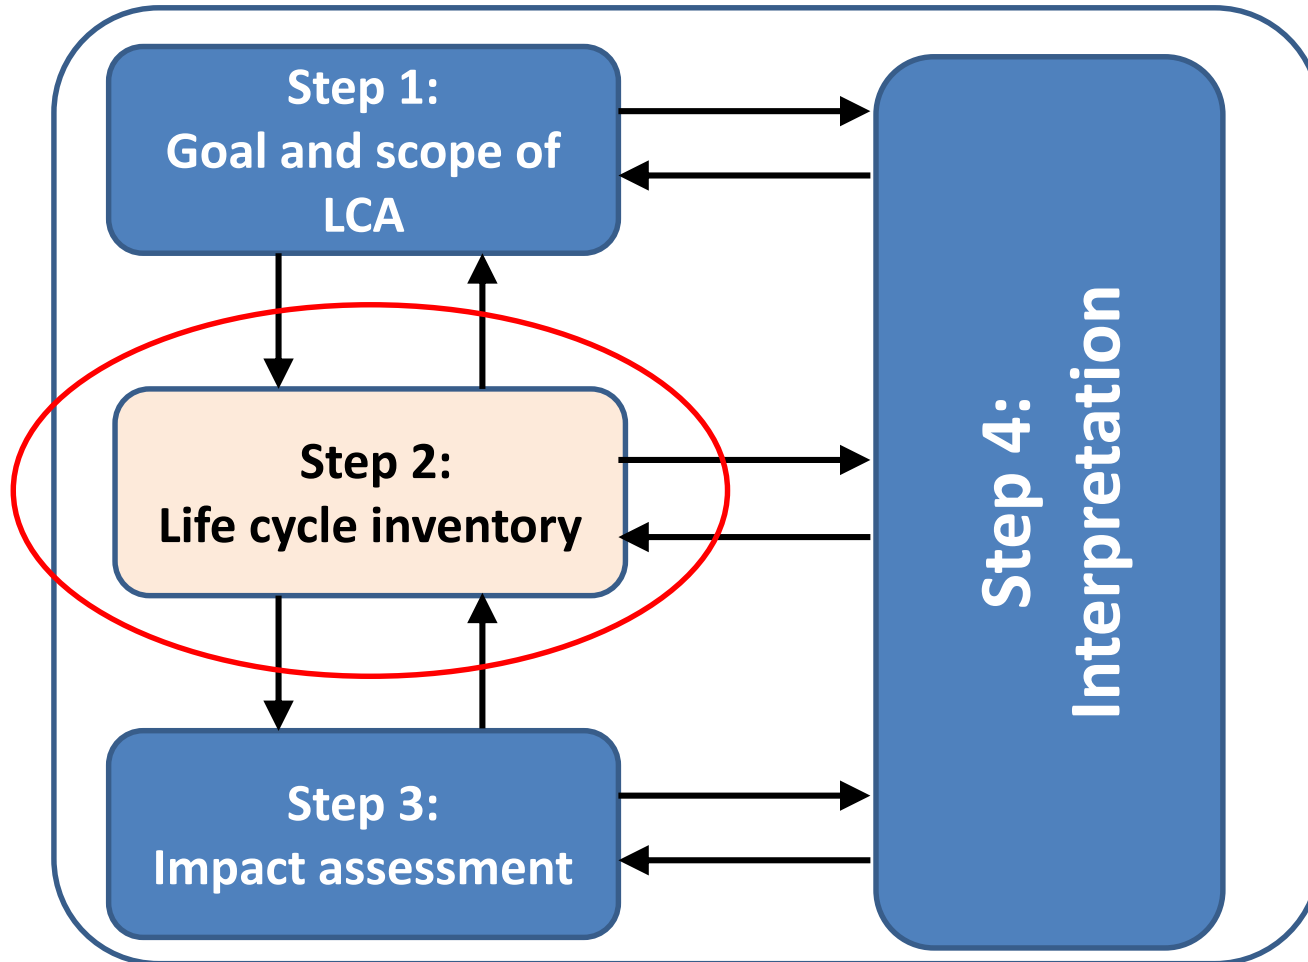 Step 1:
Goal and scope of
LCA
Step 2:
Life cycle inventory
Step 3:
Impact assessment
Step 4:
Interpretation